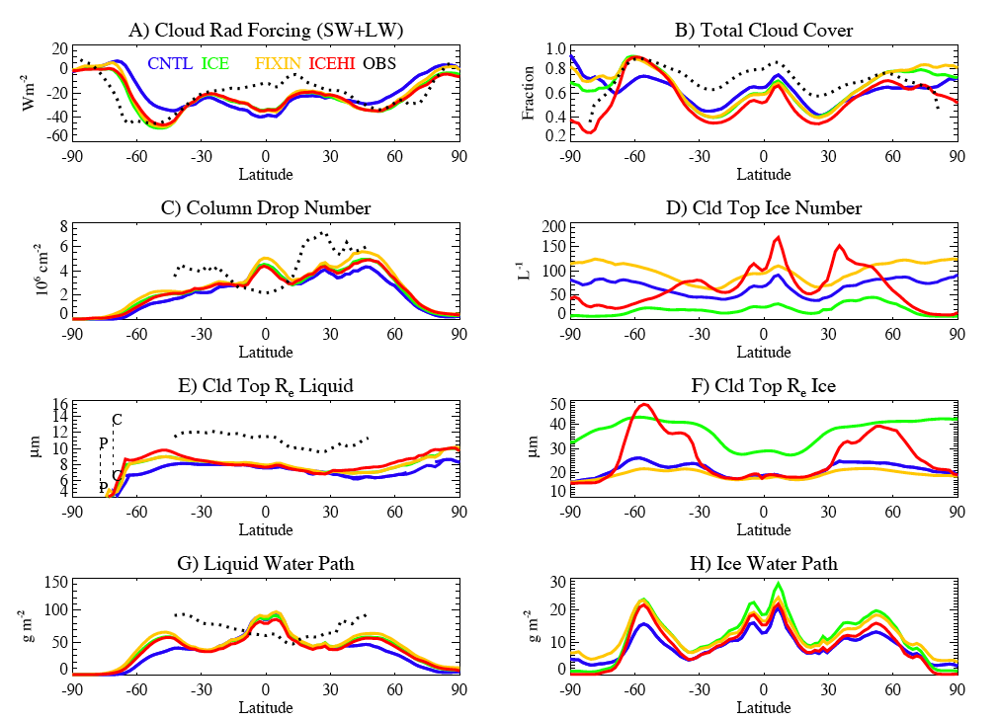 A) Cloud Rad Forcing (SW+LW)
20
0
-20
-40
-60
Wm-2
CNTL ICE FIXIN ICEHI OBS
-90 -60 -30 0 30 60 90
Latitude
B) Total Cloud Cover
1.0
0.8
0.6
0.4
0.2
Fraction
-90 -60 -30 0 30 60 90
Latitude
C) Column Drop Number
8
6
4
2
0
10^6 cm-2
-90 -60 -30 0 30 60 90
Latitude
D) Cld Top Ice Number
200
150
100
50
0
L-1
-90 -60 -30 0 30 60 90
Latitude
E) Cld Top Re Liquid
16
14
12
10
8
6
4
μm
C
P
C
P
-90 -60 -30 0 30 60 90
Latitude
F) Cld Top Re Ice
50
40
30
20
10
μm
-90 -60 -30 0 30 60 90
Latitude
G) Liquid Water Path
150
100
50
0
g m-2
-90 -60 -30 0 30 60 90
Latitude
H) Ice Water Path
30
20
10
0
g m-2
-90 -60 -30 0 30 60 90
Latitude